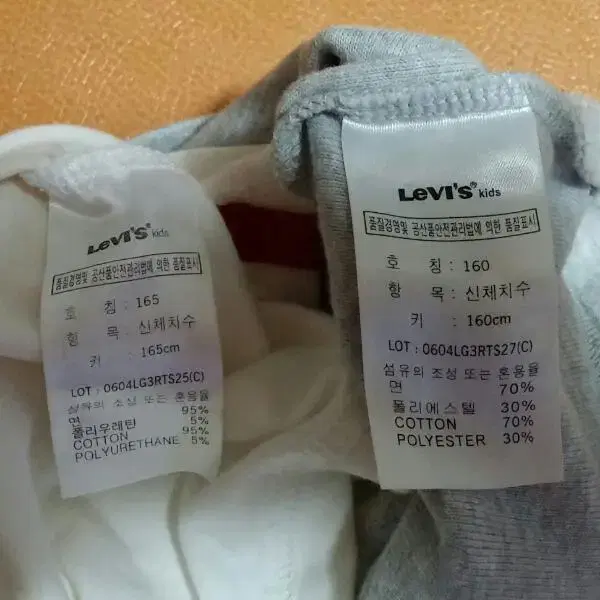 Levi's® kids
품질경영및 공산품안전관리법에 의한 품질표시
호 칭 : 165
항 목 : 신체치수
키 : 165cm
LOT : 0604LG3RTS25(C)
섬유의 조성 또는 혼용율
면 95%
폴리우레탄 5%
COTTON 95%
POLYURETHANE 5%
Levi's® kids
품질경영및 공산품안전관리법에 의한 품질표시
호 칭 : 160
항 목 : 신체치수
키 : 160cm
LOT : 0604LG3RTS27(C)
섬유의 조성 또는 혼용율
면 70%
폴리에스텔 30%
COTTON 70%
POLYESTER 30%